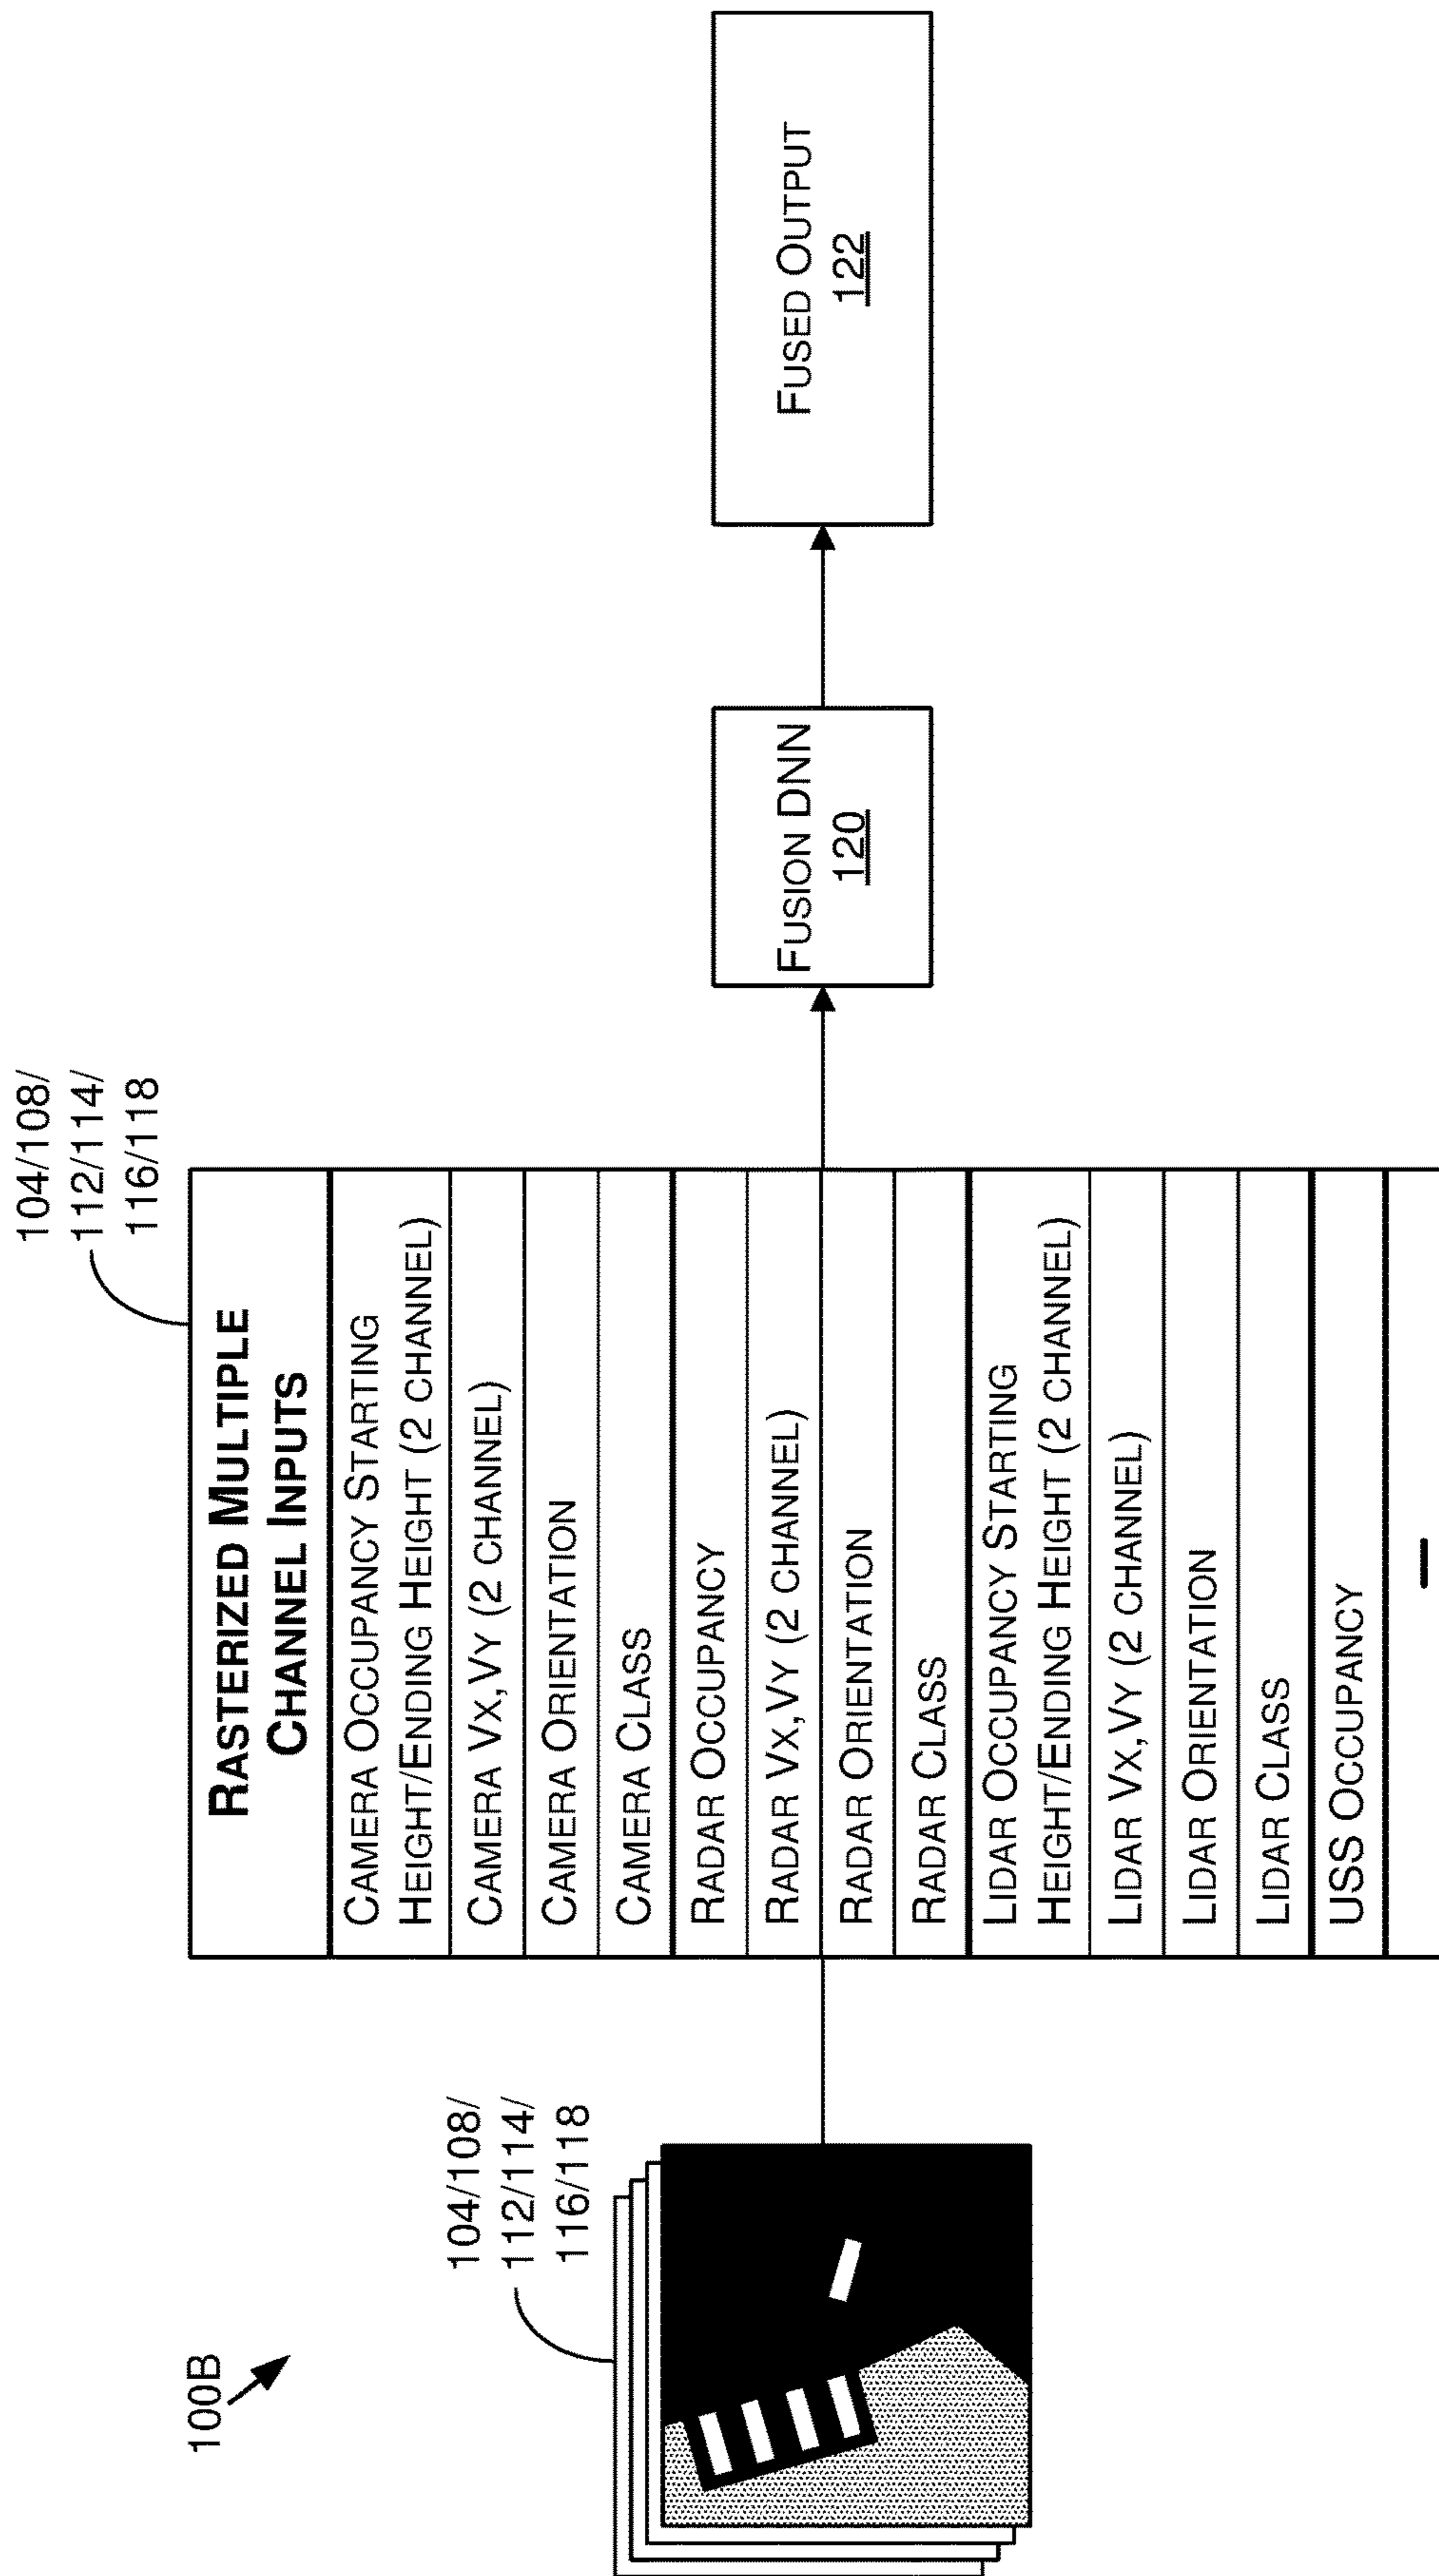 100B
104/108/
112/114/
116/118
104/108/
112/114/
116/118
RASTERIZED MULTIPLE
CHANNEL INPUTS
CAMERA OCCUPANCY STARTING
HEIGHT/ENDING HEIGHT (2 CHANNEL)
CAMERA VX,VY (2 CHANNEL)
CAMERA ORIENTATION
CAMERA CLASS
RADAR OCCUPANCY
RADAR VX,VY (2 CHANNEL)
RADAR ORIENTATION
RADAR CLASS
LIDAR OCCUPANCY STARTING
HEIGHT/ENDING HEIGHT (2 CHANNEL)
LIDAR VX,VY (2 CHANNEL)
LIDAR ORIENTATION
LIDAR CLASS
USS OCCUPANCY
FUSION DNN
120
FUSED OUTPUT
122